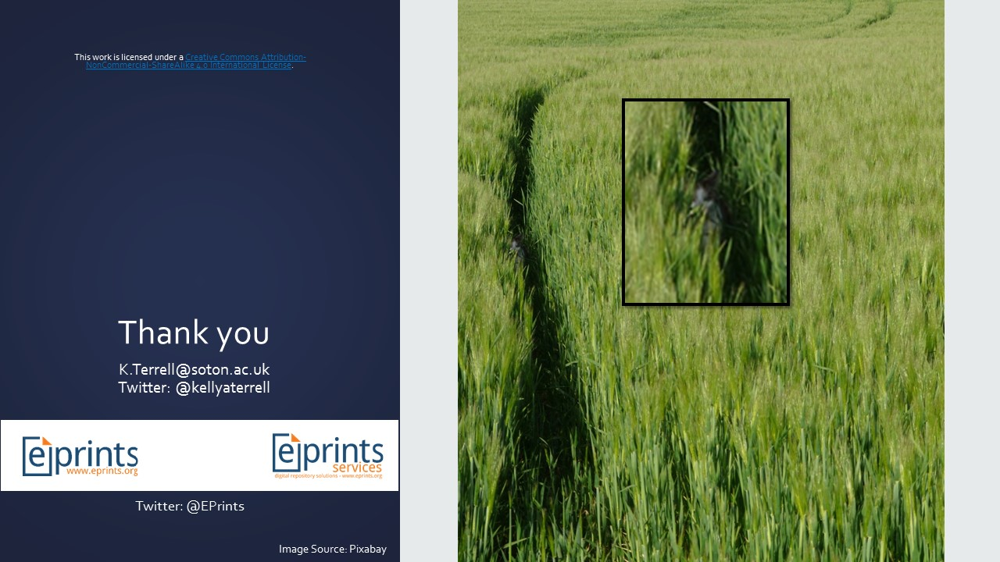 This work is licensed under a Creative Commons Attribution-
NonCommercial-ShareAlike 4.0 International License.
Thank you
K.Terrell@soton.ac.uk
Twitter: @kellyaterrell
eprints
www.eprints.org
eprints
services
digital repository solutions - www.eprints.org
Twitter: @EPrints
Image Source: Pixabay